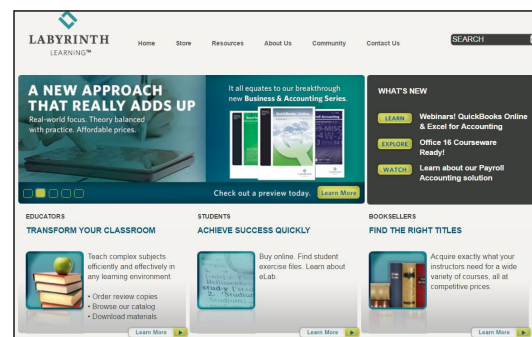 LABYRINTH
LEARNING™
Home Store Resources About Us Community Contact Us
SEARCH
A NEW APPROACH
THAT REALLY ADDS UP
Real-world focus. Theory balanced
with practice. Affordable prices.
It all equates to our breakthrough
new Business & Accounting Series.
Check out a preview today. Learn More
WHAT'S NEW
LEARN Webinars! QuickBooks Online
& Excel for Accounting
EXPLORE Office 16 Courseware
Ready!
WATCH Learn about our Payroll
Accounting solution
EDUCATORS
TRANSFORM YOUR CLASSROOM
Teach complex subjects
efficiently and effectively in
any learning environment.
• Order review copies
• Browse our catalog
• Download materials
Learn More
STUDENTS
ACHIEVE SUCCESS QUICKLY
Buy online. Find student
exercise files. Learn about
eLab.
Learn More
BOOKSELLERS
FIND THE RIGHT TITLES
Acquire exactly what your
instructors need for a wide
variety of courses, all at
competitive prices.
Learn More